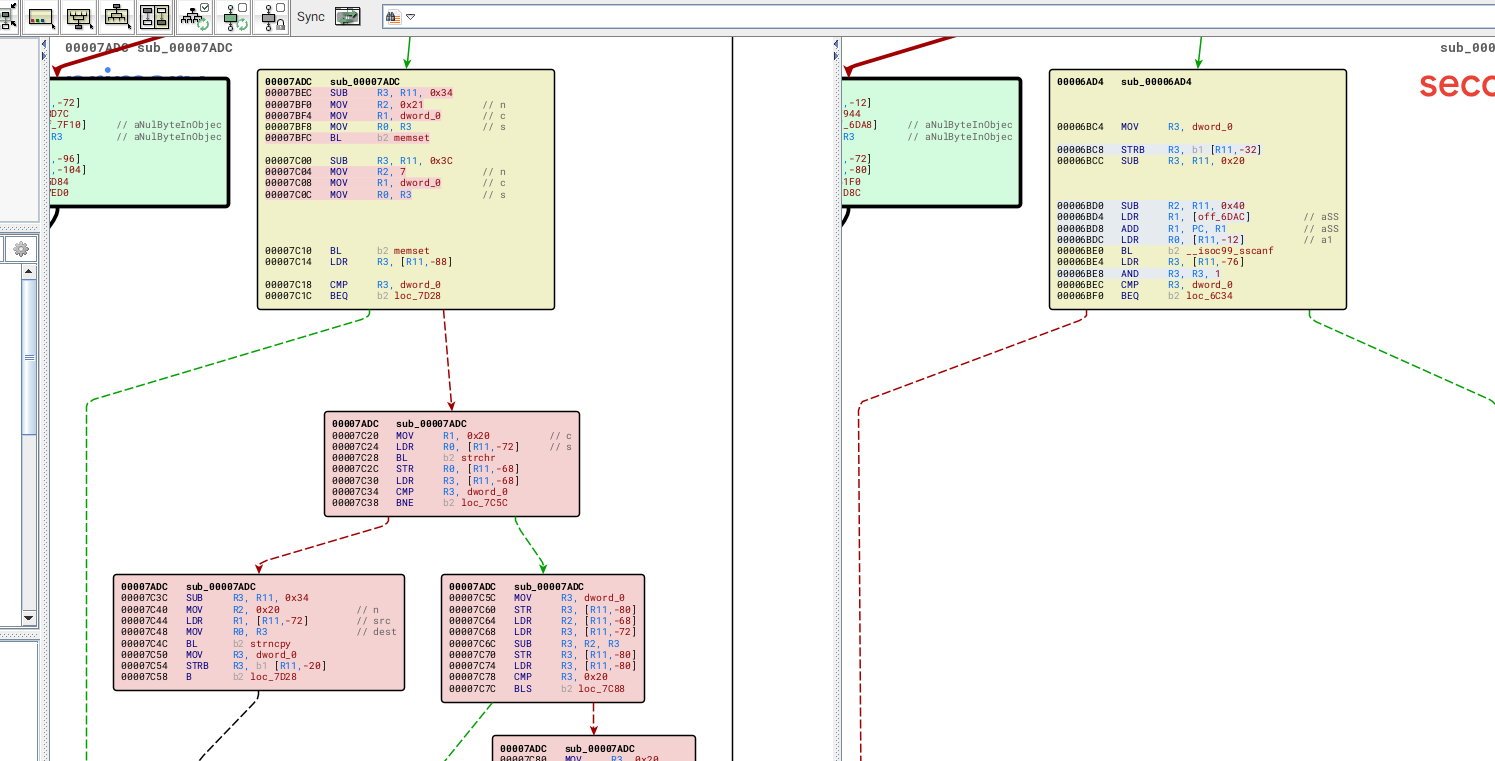 Sync
00007ADC sub_00007ADC
,-72]
_7F10] // aNulByteInObjec
R3 // aNulByteInObjec
,-96]
,-104]
00007ADC sub_00007ADC
00007BEC SUB R3, R11, 0x34
00007BF0 MOV R2, 0x21 // n
00007BF4 MOV R1, dword_0 // c
00007BF8 MOV R0, R3 // s
00007BFC BL b2 memset
00007C00 SUB R3, R11, 0x3C
00007C04 MOV R2, 7 // n
00007C08 MOV R1, dword_0 // c
00007C0C MOV R0, R3 // s
00007C10 BL b2 memset
00007C14 LDR R3, [R11,-88]
00007C18 CMP R3, dword_0
00007C1C BEQ b2 loc_7D28
00007ADC sub_00007ADC
00007C20 MOV R1, 0x20 // c
00007C24 LDR R0, [R11,-72] // s
00007C28 BL b2 strchr
00007C2C STR R0, [R11,-68]
00007C30 LDR R3, [R11,-68]
00007C34 CMP R3, dword_0
00007C38 BNE b2 loc_7C5C
00007ADC sub_00007ADC
00007C3C SUB R3, R11, 0x34
00007C40 MOV R2, 0x20 // n
00007C44 LDR R1, [R11,-72] // src
00007C48 MOV R0, R3 // dest
00007C4C BL b2 strncpy
00007C50 MOV R3, dword_0
00007C54 STRB R3, b1 [R11,-20]
00007C58 B b2 loc_7D28
00007ADC sub_00007ADC
00007C5C MOV R3, dword_0
00007C60 STR R3, [R11,-80]
00007C64 LDR R2, [R11,-68]
00007C68 LDR R3, [R11,-72]
00007C6C SUB R3, R2, R3
00007C70 STR R3, [R11,-80]
00007C74 LDR R3, [R11,-80]
00007C78 CMP R3, 0x20
00007C7C BLS b2 loc_7C88
00007ADC sub_00007ADC
00007C80 MOV R3, 0x20
sub_000
seco
,-12]
944
_6DA8] // aNulByteInObjec
R3 // aNulByteInObjec
,-72]
,-80]
1F0
D8C
00006AD4 sub_00006AD4
00006BC4 MOV R3, dword_0
00006BC8 STRB R3, b1 [R11,-32]
00006BCC SUB R3, R11, 0x20
00006BD0 SUB R2, R11, 0x40
00006BD4 LDR R1, [off_6DAC] // aSS
00006BD8 ADD R1, PC, R1 // aSS
00006BDC LDR R0, [R11,-12] // a1
00006BE0 BL b2 __isoc99_sscanf
00006BE4 LDR R3, [R11,-76]
00006BE8 AND R3, R3, 1
00006BEC CMP R3, dword_0
00006BF0 BEQ b2 loc_6C34